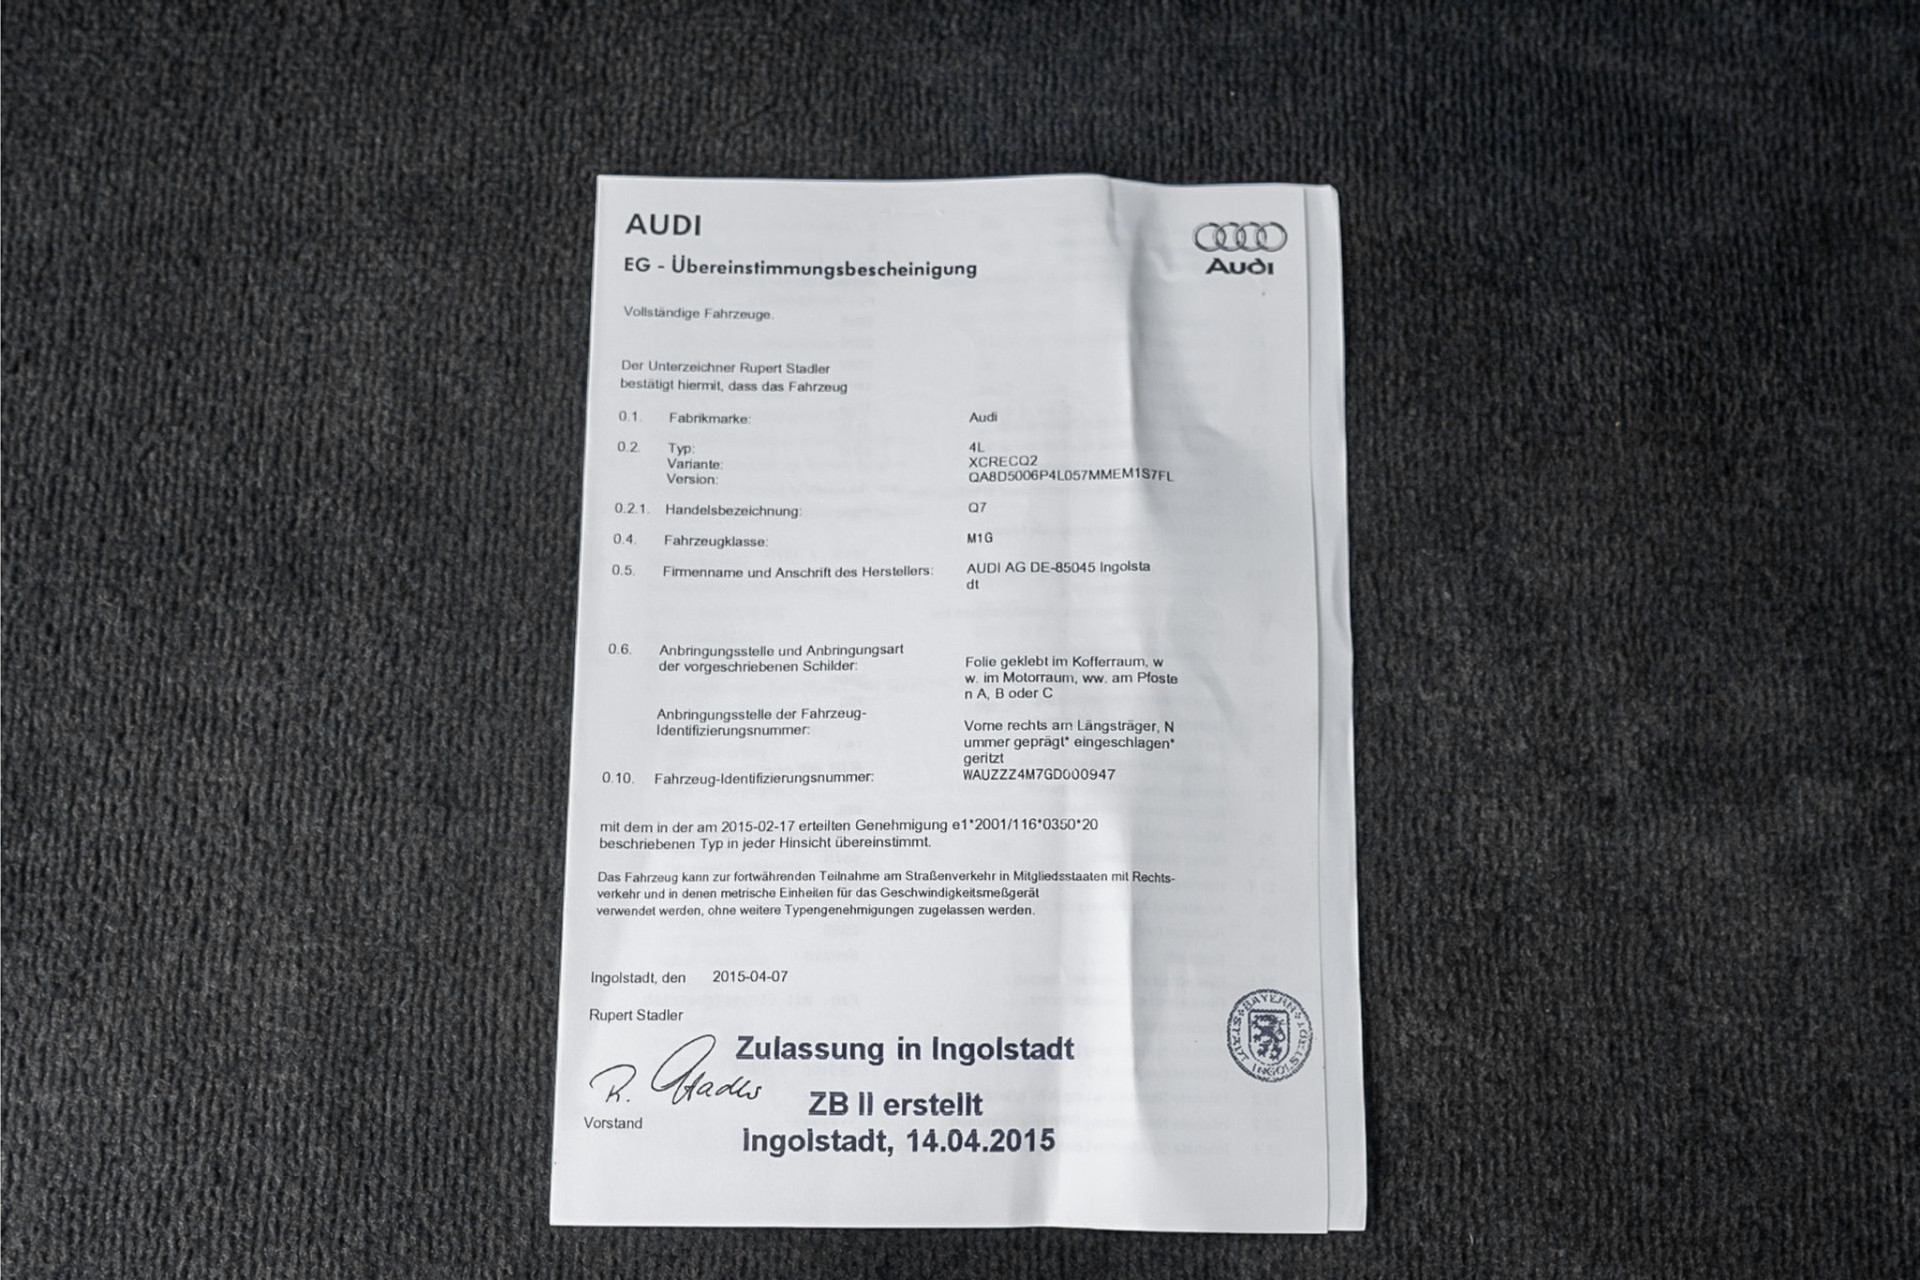 AUDI
Audi
EG - Übereinstimmungsbescheinigung
Vollständige Fahrzeuge.
Der Unterzeichner Rupert Stadler
bestätigt hiermit, dass das Fahrzeug
0.1. Fabrikmarke: Audi
0.2. Typ: 4L
Variante: XCRECQ2
Version: QA8D5006P4L057MMEM1S7FL
0.2.1. Handelsbezeichnung: Q7
0.4. Fahrzeugklasse: M1G
0.5. Firmenname und Anschrift des Herstellers: AUDI AG DE-85045 Ingolsta
dt
0.6. Anbringungsstelle und Anbringungsart
der vorgeschriebenen Schilder: Folie geklebt im Kofferraum, w
w. im Motorraum, ww. am Pfoste
n A, B oder C
Anbringungsstelle der Fahrzeug-
Identifizierungsnummer: Vorne rechts am Längsträger, N
ummer geprägt* eingeschlagen*
geritzt
0.10. Fahrzeug-Identifizierungsnummer: WAUZZZ4M7GD000947
mit dem in der am 2015-02-17 erteilten Genehmigung e1*2001/116*0350*20
beschriebenen Typ in jeder Hinsicht übereinstimmt.
Das Fahrzeug kann zur fortwährenden Teilnahme am Straßenverkehr in Mitgliedsstaaten mit Rechts-
verkehr und in denen metrische Einheiten für das Geschwindigkeitsmeßgerät
verwendet werden, ohne weitere Typengenehmigungen zugelassen werden.
Ingolstadt, den 2015-04-07
Rupert Stadler
R. Stadler
Vorstand
Zulassung in Ingolstadt
ZB II erstellt
Ingolstadt, 14.04.2015
BAYERN
STADT